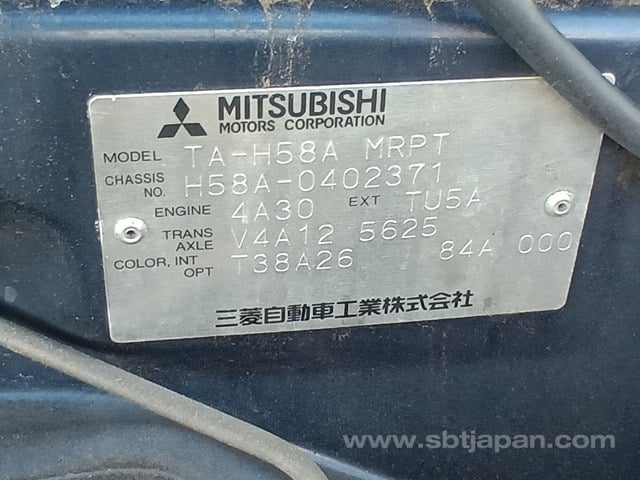 MITSUBISHI
MOTORS CORPORATION
MODEL TA-H58A MRPT
CHASSIS NO. H58A-0402371
ENGINE 4A30 EXT TU5A
TRANS AXLE V4A12 5625
COLOR, INT OPT T38A26 84A 000
三菱自動車工業株式会社
www.sbtjapan.com